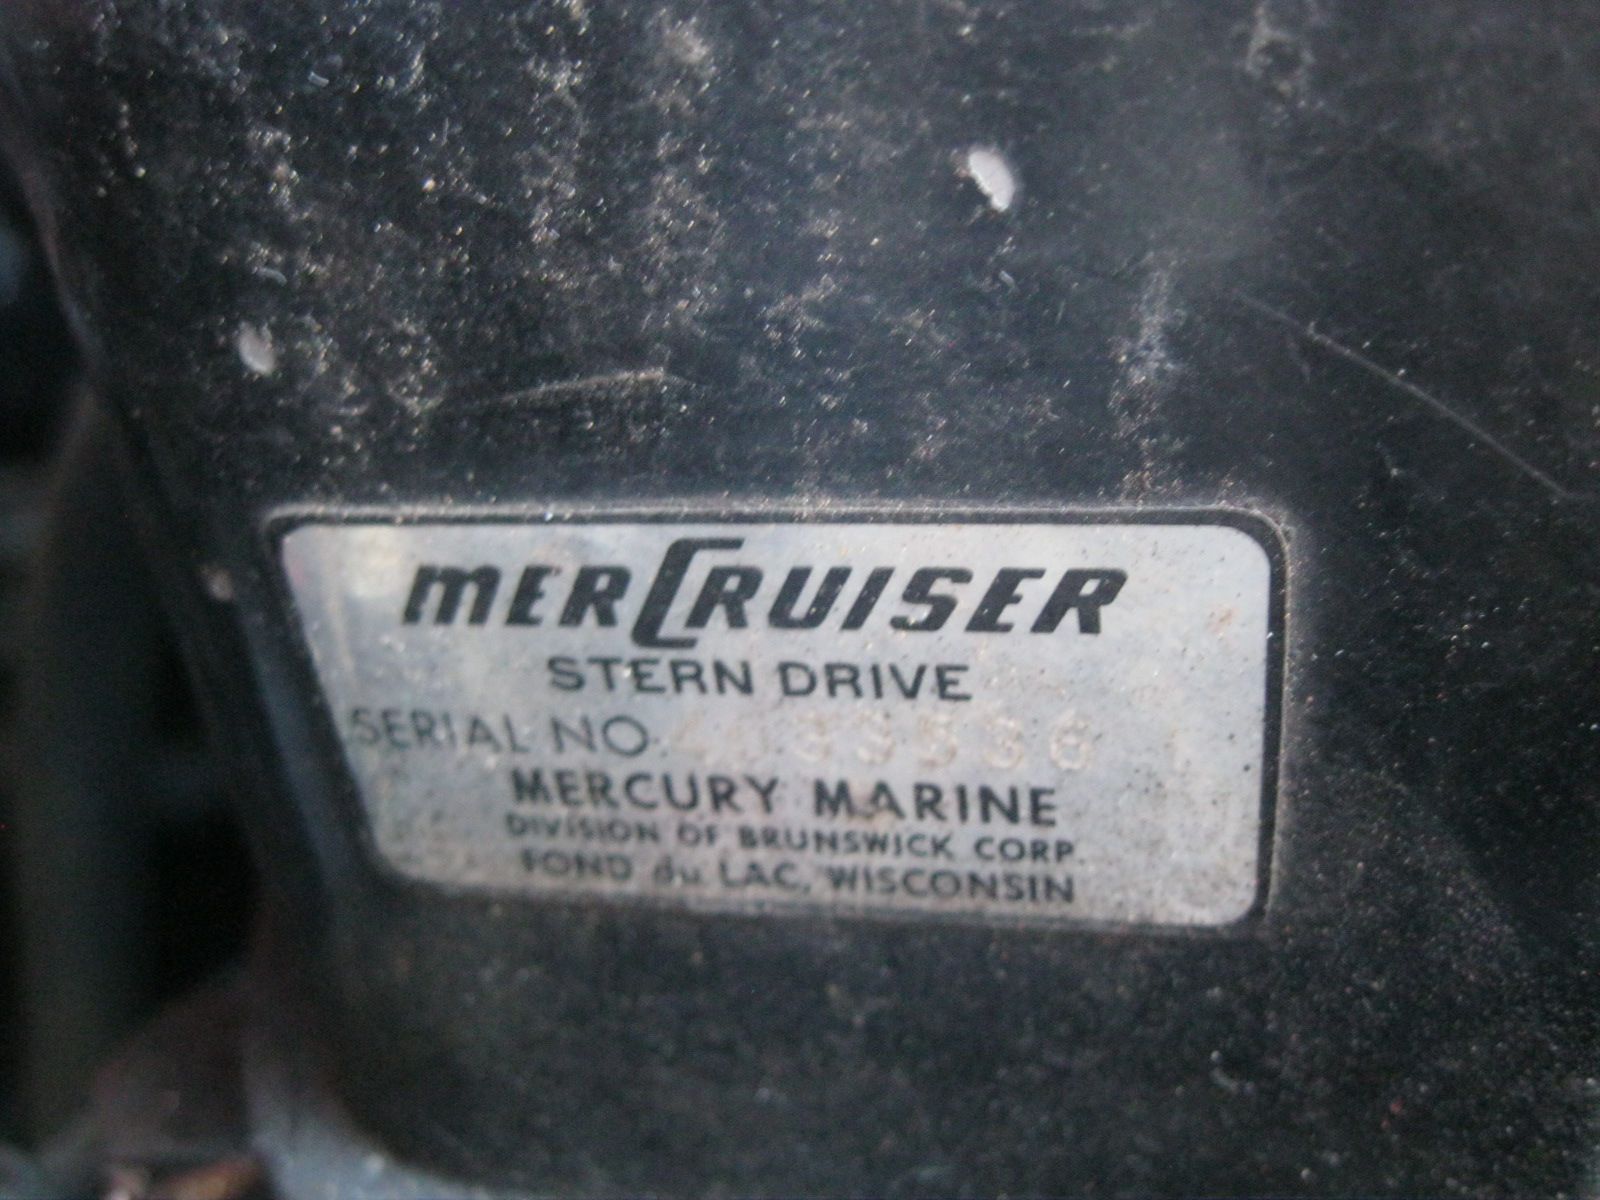 MERCRUISER
STERN DRIVE
SERIAL NO.
MERCURY MARINE
DIVISION OF BRUNSWICK CORP.
FOND du LAC, WISCONSIN